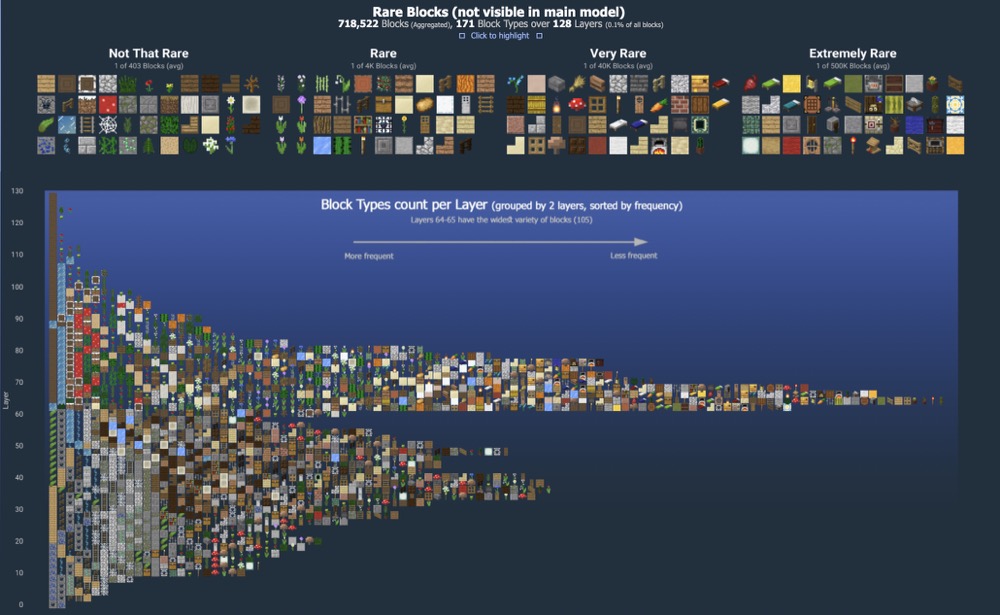 Rare Blocks (not visible in main model)
718,522 Blocks (Aggregated), 171 Block Types over 128 Layers (0.1% of all blocks)
Click to highlight
Not That Rare
1 of 403 Blocks (avg)
Rare
1 of 4K Blocks (avg)
Very Rare
1 of 40K Blocks (avg)
Extremely Rare
1 of 500K Blocks (avg)
Block Types count per Layer (grouped by 2 layers, sorted by frequency)
Layers 64-65 have the widest variety of blocks (105)
More frequent
Less frequent
130
120
110
100
90
80
70
Layer
60
50
40
30
20
10
0